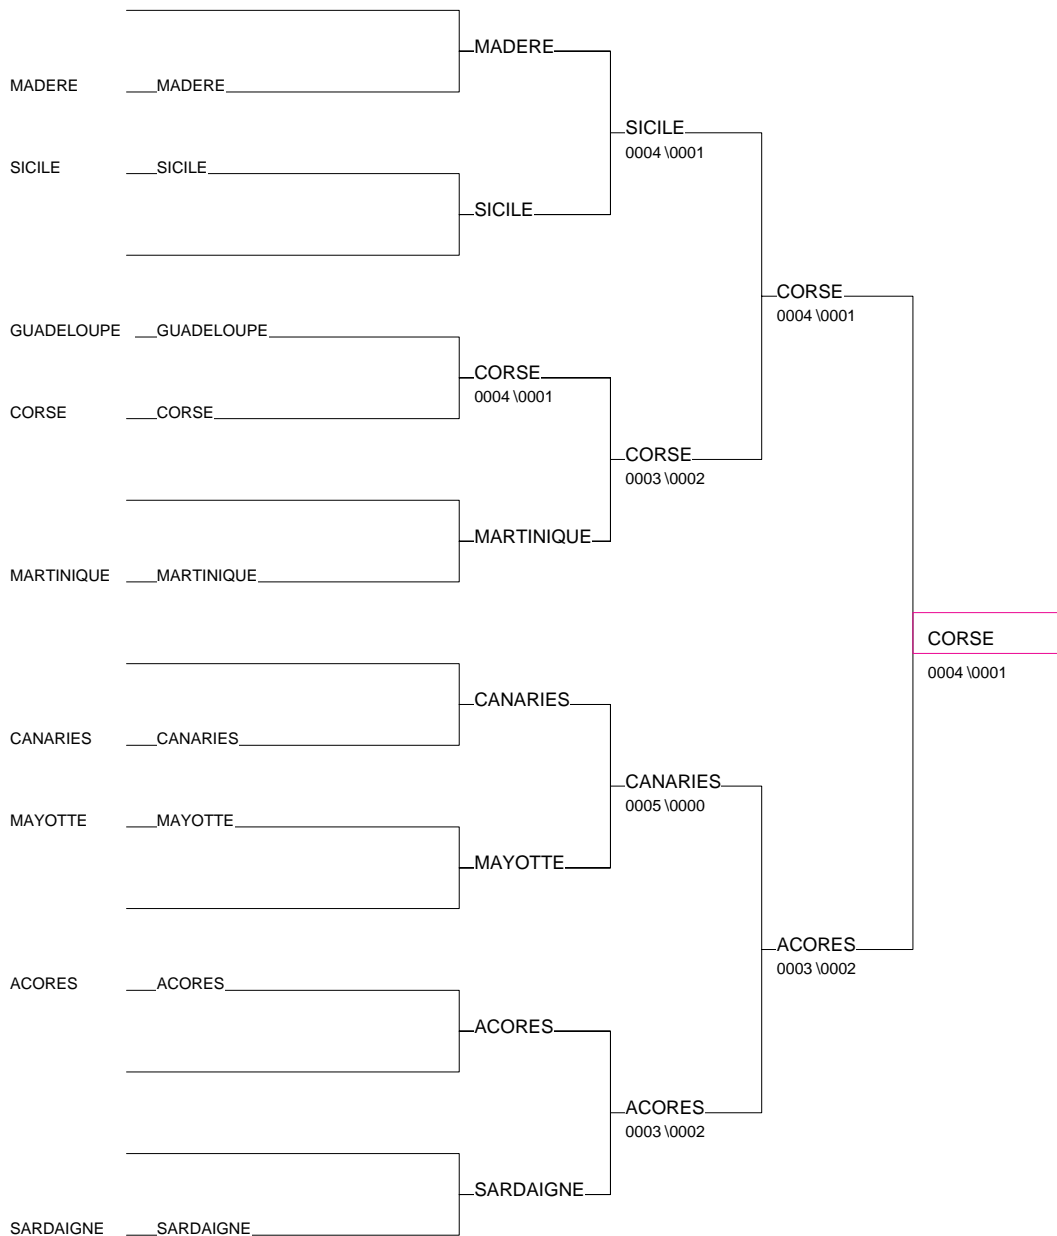 MADERE
MADERE MADERE
SICILE
0004 \0001
SICILE SICILE
SICILE
CORSE
0004 \0001
GUADELOUPE GUADELOUPE
CORSE
0004 \0001
CORSE CORSE
CORSE
0003 \0002
MARTINIQUE
MARTINIQUE MARTINIQUE
CORSE
0004 \0001
CANARIES
CANARIES CANARIES
CANARIES
0005 \0000
MAYOTTE MAYOTTE
MAYOTTE
ACORES
0003 \0002
ACORES ACORES
ACORES
ACORES
0003 \0002
SARDAIGNE
SARDAIGNE SARDAIGNE